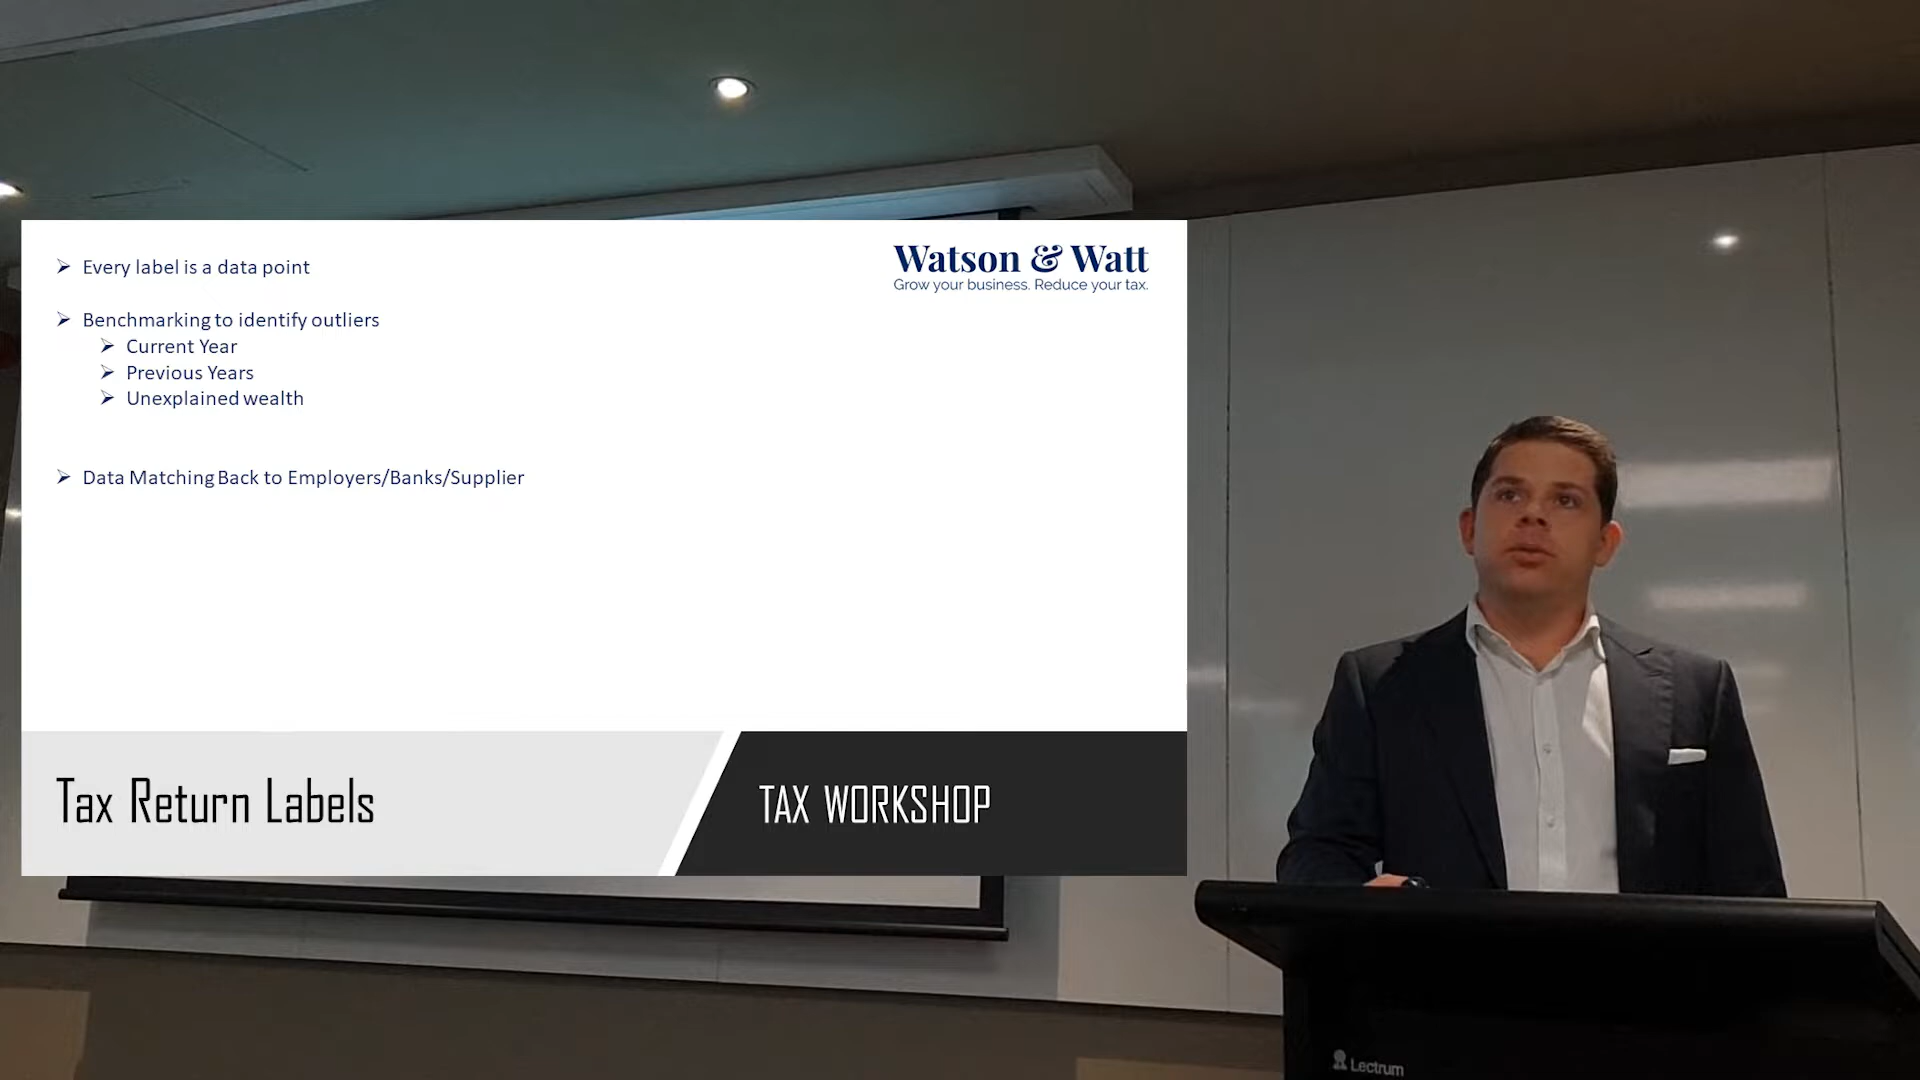 Every label is a data point
Watson & Watt
Grow your business. Reduce your tax.
Benchmarking to identify outliers
Current Year
Previous Years
Unexplained wealth
Data Matching Back to Employers/Banks/Supplier
Tax Return Labels
TAX WORKSHOP
Lectrum